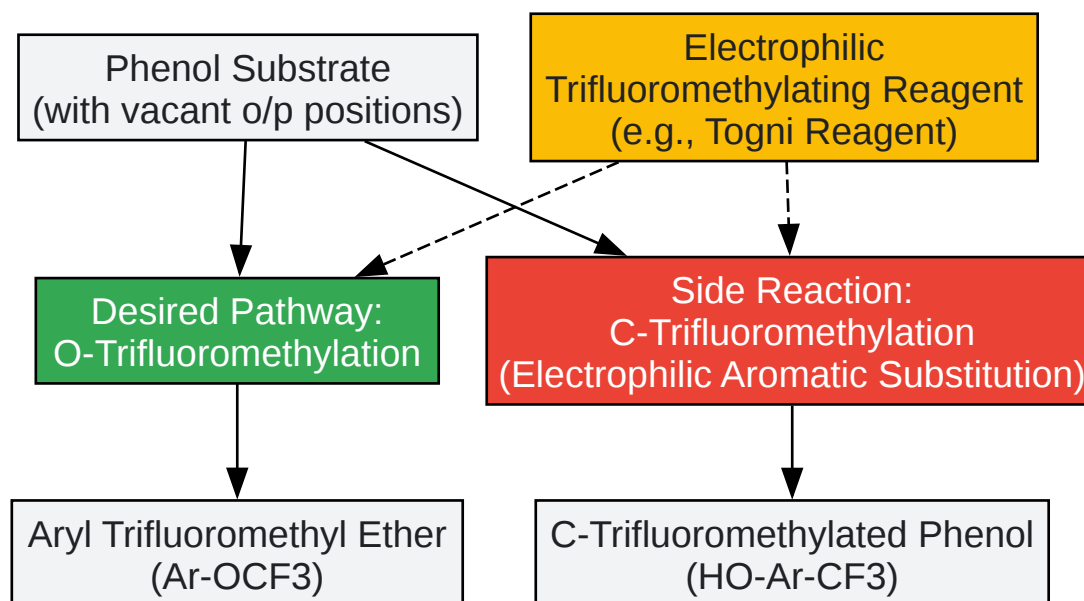 Phenol Substrate
(with vacant o/p positions)
Electrophilic
Trifluoromethylating Reagent
(e.g., Togni Reagent)
Desired Pathway:
O-Trifluoromethylation
Side Reaction:
C-Trifluoromethylation
(Electrophilic Aromatic Substitution)
Aryl Trifluoromethyl Ether
(Ar-OCF3)
C-Trifluoromethylated Phenol
(HO-Ar-CF3)